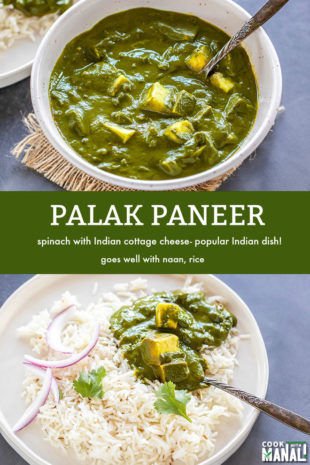 PALAK PANEER
spinach with Indian cottage cheese- popular Indian dish!
goes well with naan, rice
COOK
WITH
MANALI